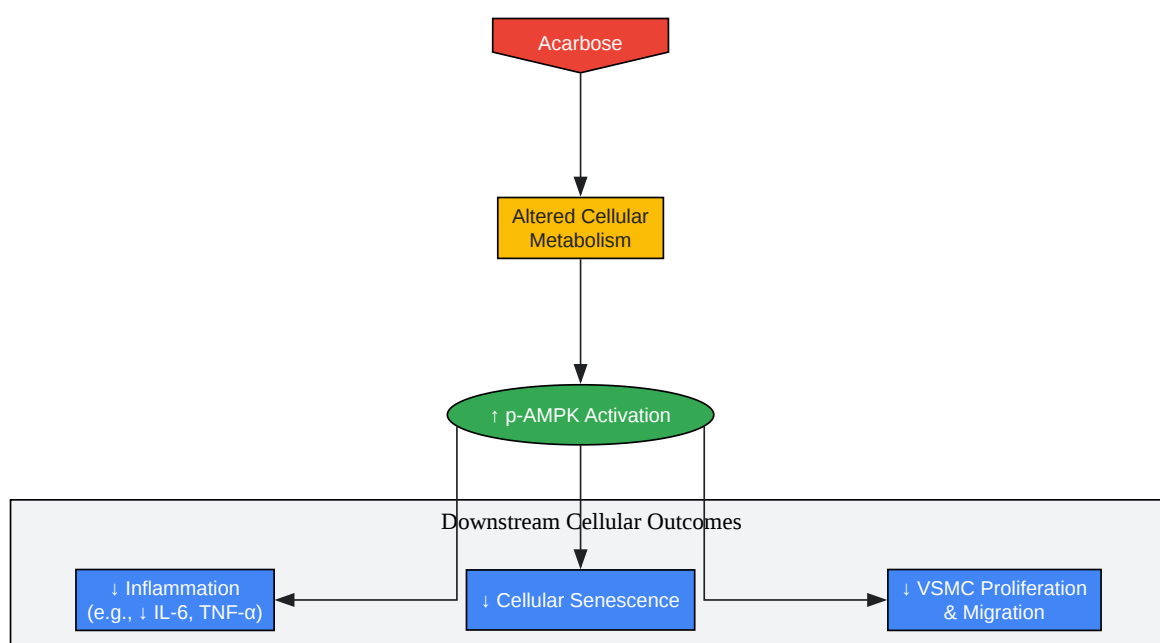 Acarbose
Altered Cellular
Metabolism
↑ p-AMPK Activation
Downstream Cellular Outcomes
↓ Inflammation
(e.g., ↓ IL-6, TNF-α)
↓ Cellular Senescence
↓ VSMC Proliferation
& Migration